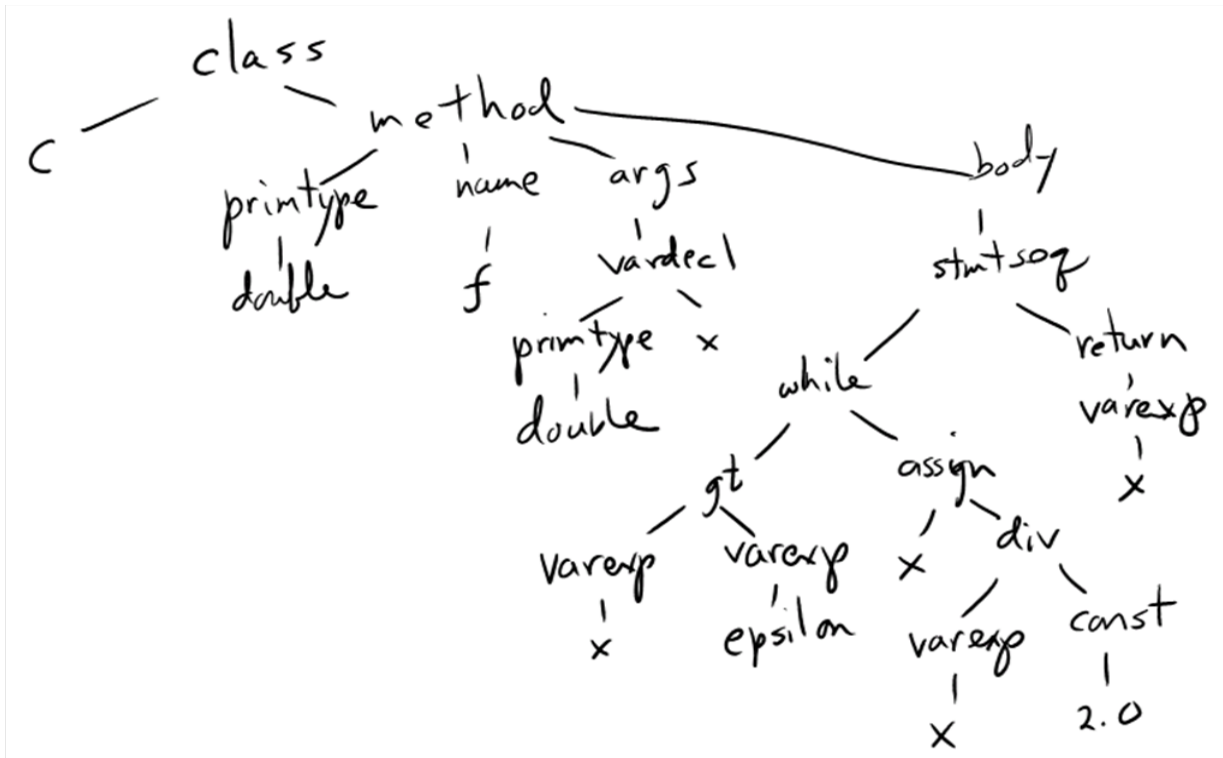 class
C method
primtype name args body
double f vardecl stmtseq
primtype x while return
double gt assign varexp
varexp varexp x div x
x epsilon varexp const
x 2.0